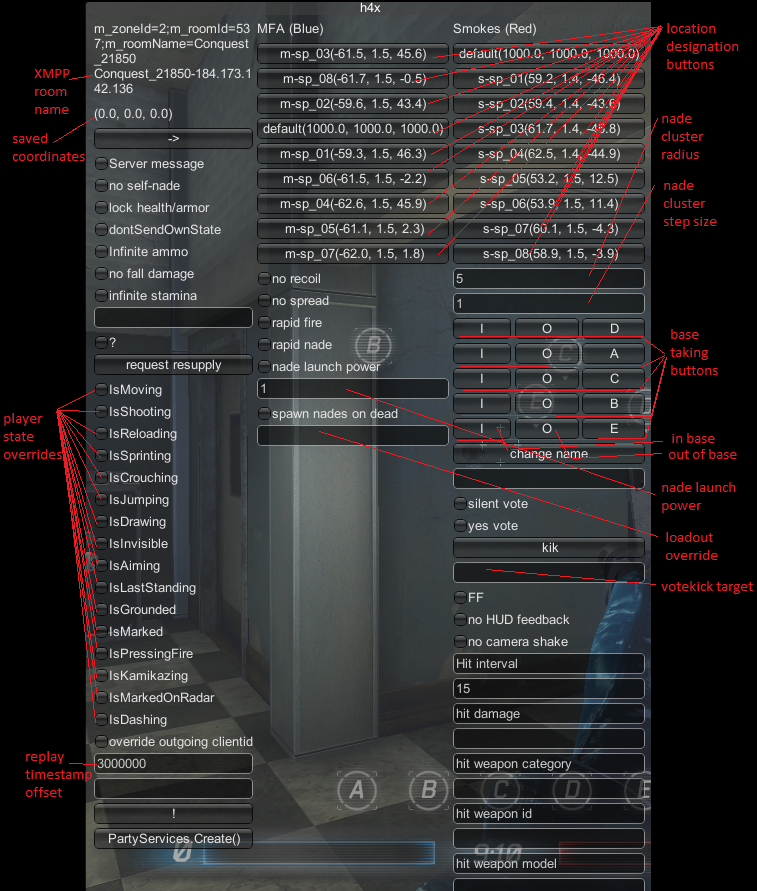 h4x
m_zoneId=2;m_roomId=53
7;m_roomName=Conquest
_21850
Conquest_21850-184.173.1
42.136
(0.0, 0.0, 0.0)
->
Server message
no self-nade
lock health/armor
dontSendOwnState
Infinite ammo
no fall damage
infinite stamina
?
request resupply
IsMoving
IsShooting
IsReloading
IsSprinting
IsCrouching
IsJumping
IsDrawing
IsInvisible
IsAiming
IsLastStanding
IsGrounded
IsMarked
IsPressingFire
IsKamikazing
IsMarkedOnRadar
IsDashing
override outgoing clientid
3000000
!
PartyServices.Create()
MFA (Blue)
m-sp_03(-61.5, 1.5, 45.6)
m-sp_08(-61.7, 1.5, -0.5)
m-sp_02(-59.6, 1.5, 43.4)
default(1000.0, 1000.0, 1000.0)
m-sp_01(-59.3, 1.5, 46.3)
m-sp_06(-61.5, 1.5, -2.2)
m-sp_04(-62.6, 1.5, 45.9)
m-sp_05(-61.1, 1.5, 2.3)
m-sp_07(-62.0, 1.5, 1.8)
no recoil
no spread
rapid fire
rapid nade
nade launch power
1
spawn nades on dead
Smokes (Red)
default(1000.0, 1000.0, 1000.0)
s-sp_01(59.2, 1.4, -46.4)
s-sp_02(59.4, 1.4, -43.6)
s-sp_03(61.7, 1.4, -45.8)
s-sp_04(62.5, 1.4, -44.9)
s-sp_05(53.2, 1.5, 12.5)
s-sp_06(53.9, 1.5, 11.4)
s-sp_07(60.1, 1.5, -4.3)
s-sp_08(58.9, 1.5, -3.9)
5
1
I O D
I O A
I O C
I O B
I O E
change name
silent vote
yes vote
kik
FF
no HUD feedback
no camera shake
Hit interval
15
hit damage
hit weapon category
hit weapon id
hit weapon model
XMPP
room
name
saved
coordinates
player
state
overrides
replay
timestamp
offset
location
designation
buttons
nade
cluster
radius
nade
cluster
step size
base
taking
buttons
in base
out of base
nade launch
power
loadout
override
votekick target
B
C
E
A B C D E
0
9:10